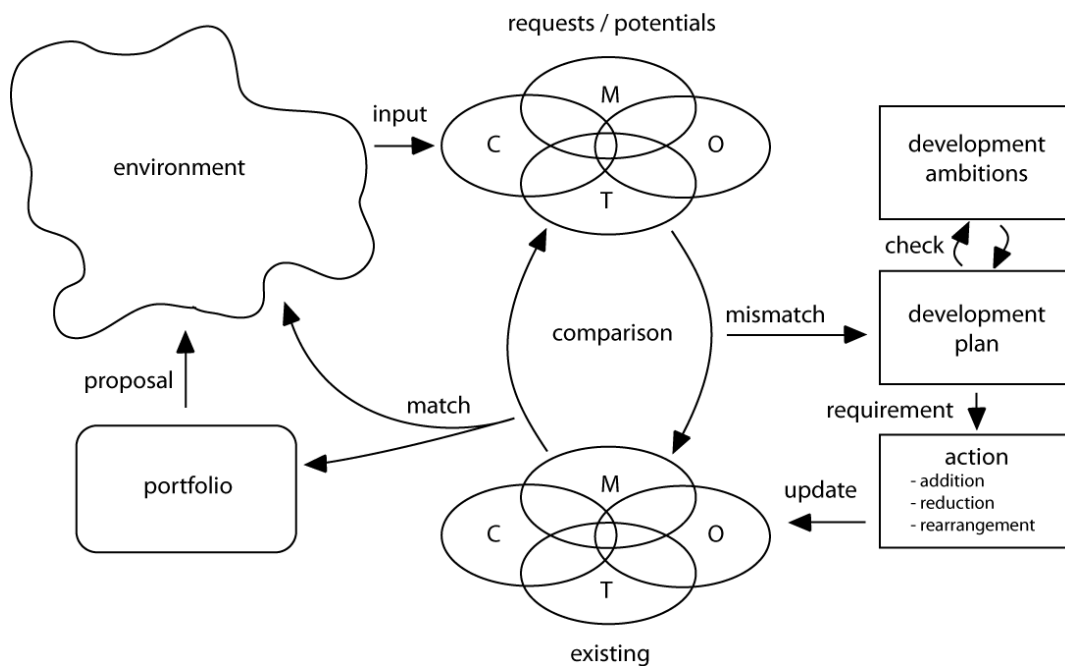 requests / potentials
M
input
C
O
T
environment
development
ambitions
check
mismatch
comparison
development
plan
proposal
match
requirement
portfolio
action
- addition
- reduction
- rearrangement
update
M
C
O
T
existing